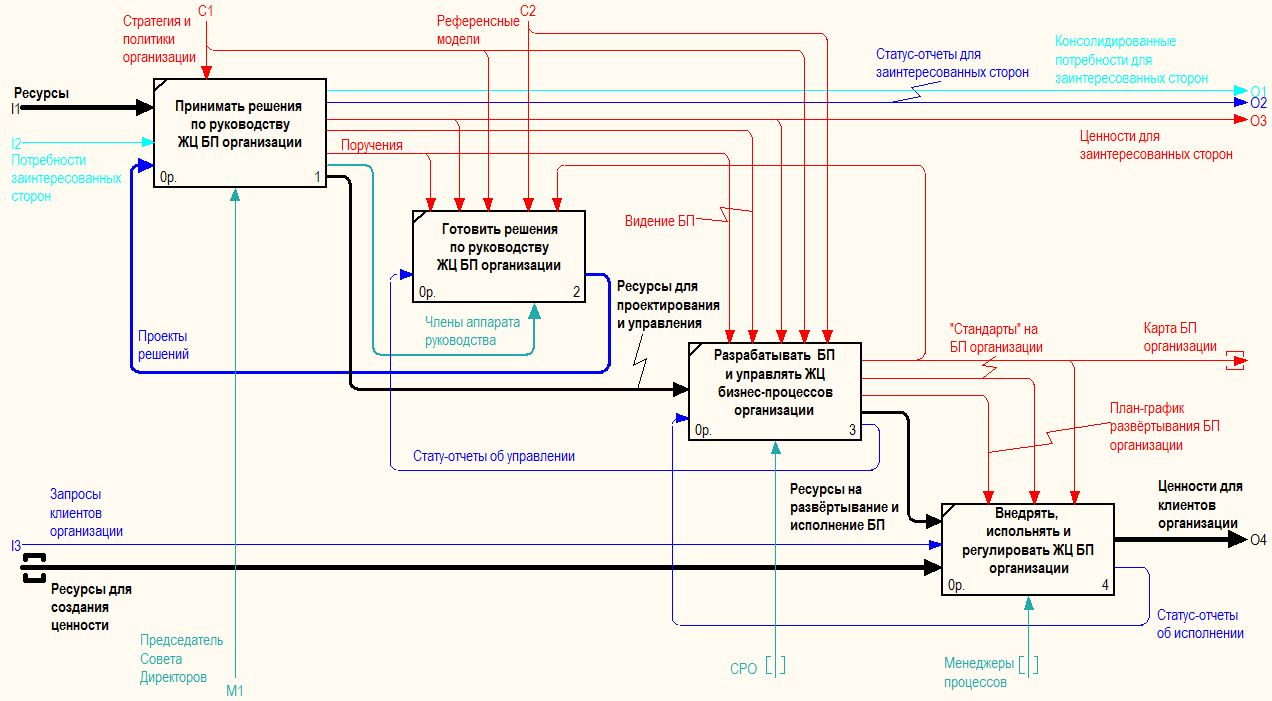 C1
C2
Стратегия и
политики
организации
Референсные
модели
Статус-отчеты для
заинтересованных сторон
Консолидированные
потребности для
заинтересованных сторон
Ресурсы
I1
Принимать решения
по руководству
ЖЦ БП организации
0р.
1
O1
O2
O3
I2
Потребности
заинтересованных
сторон
Поручения
Ценности для
заинтересованных сторон
Видение БП
Готовить решения
по руководству
ЖЦ БП организации
0р.
2
Ресурсы для
проектирования
и управления
Члены аппарата
руководства
Проекты
решений
"Стандарты" на
БП организации
Карта БП
организации
Разрабатывать БП
и управлять ЖЦ
бизнес-процессов
организации
0р.
3
План-график
развёртывания БП
организации
Стату-отчеты об управлении
Ресурсы на
развёртывание и
исполнение БП
Ценности для
клиентов
организации
O4
Запросы
клиентов
организации
I3
Внедрять,
испольнять и
регулировать ЖЦ БП
организации
0р.
4
Ресурсы для
создания
ценности
Статус-отчеты
об исполнении
Председатель
Совета
Директоров
M1
CPO
Менеджеры
процессов